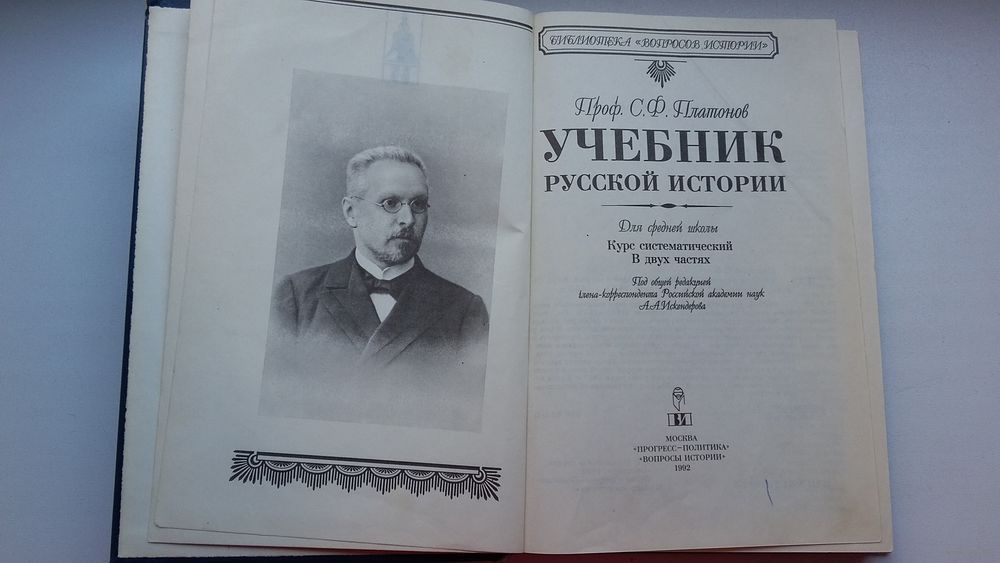 БИБЛИОТЕКА «ВОПРОСОВ ИСТОРИИ»
Проф. С.Ф. Платонов
УЧЕБНИК
РУССКОЙ ИСТОРИИ
Для средней школы
Курс систематический
В двух частях
Под общей редакцией
члена-корреспондента Российской академии наук
А.А.Искендерова
ВИ
МОСКВА
«ПРОГРЕСС–ПОЛИТИКА»
"ВОПРОСЫ ИСТОРИИ"
1992